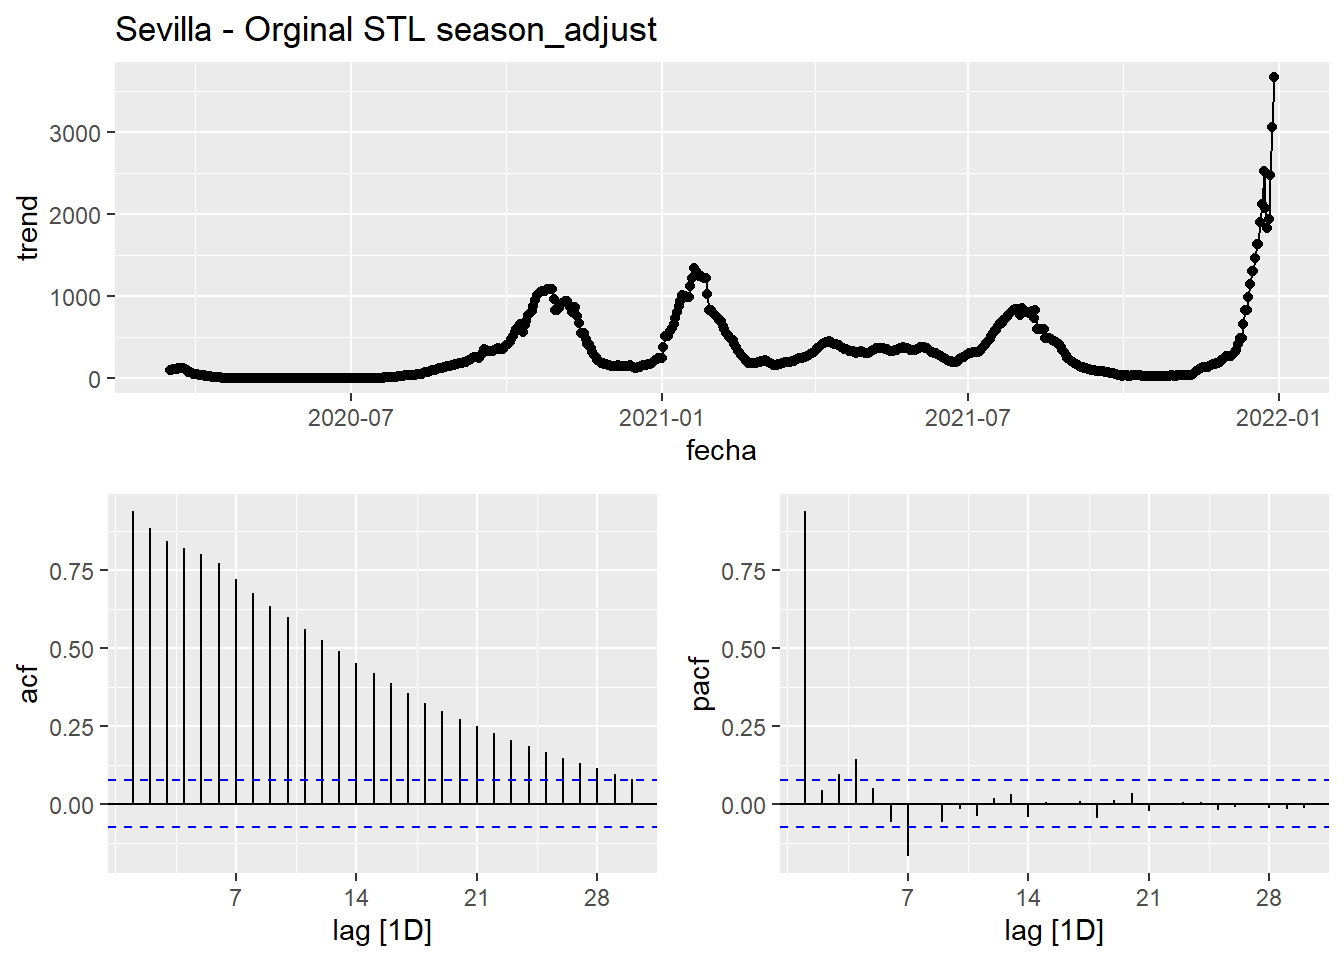 Sevilla - Orginal STL season_adjust
trend
3000
2000
1000
0
2020-07 2021-01 2021-07 2022-01
fecha
acf
0.75
0.50
0.25
0.00
7 14 21 28
lag [1D]
pacf
0.75
0.50
0.25
0.00
7 14 21 28
lag [1D]